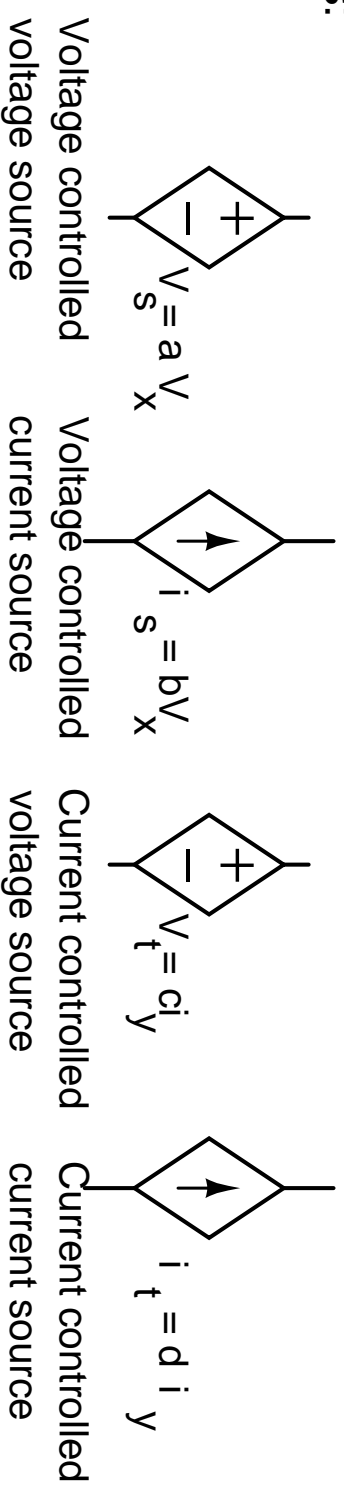 V_s = a V_x
Voltage controlled
voltage source
i_s = bV_x
Voltage controlled
current source
V_t = ci_y
Current controlled
voltage source
i_t = d i_y
Current controlled
current source